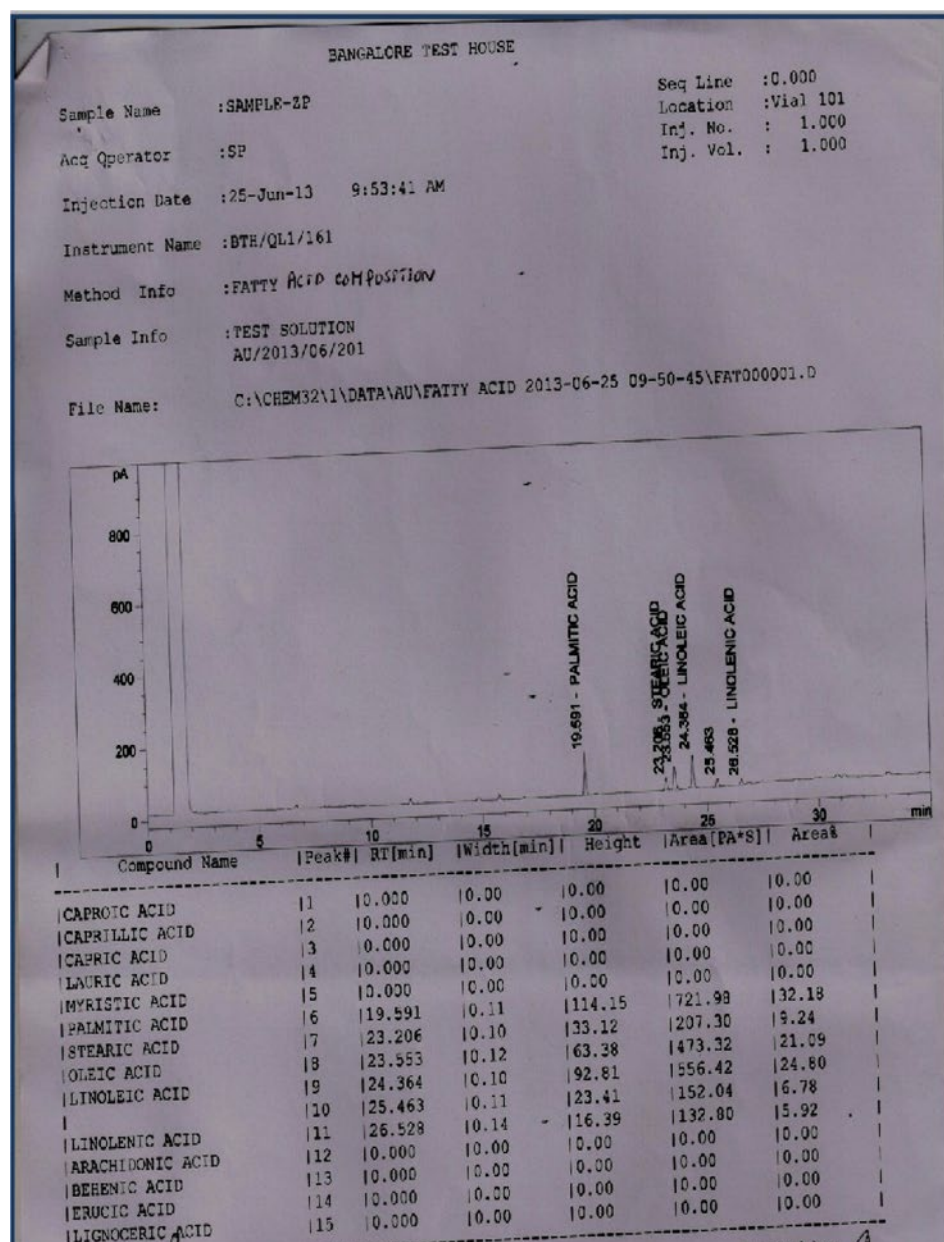 BANGALORE TEST HOUSE
Sample Name :SAMPLE-ZP
Seq Line :0.000
Location :Vial 101
Inj. No. : 1.000
Inj. Vol. : 1.000
Acq Operator :SP
Injection Date :25-Jun-13 9:53:41 AM
Instrument Name :BTH/QL1/161
Method Info :FATTY ACID COMPOSITION
Sample Info :TEST SOLUTION
AU/2013/06/201
File Name: C:\CHEM32\1\DATA\AU\FATTY ACID 2013-06-25 09-50-45\FAT000001.D
pA
800
600
400
200
0
19.591 - PALMITIC ACID
23.206 - STEARIC ACID
23.553 - OLEIC ACID
24.364 - LINOLEIC ACID
25.463
26.528 - LINOLENIC ACID
0 5 10 15 20 25 30 min
| Compound Name |Peak#| RT[min] |Width[min]| Height |Area[PA*S]| Area% |
|CAPROIC ACID |1 |0.000 |0.00 |0.00 |0.00 |0.00 |
|CAPRILLIC ACID |2 |0.000 |0.00 |0.00 |0.00 |0.00 |
|CAPRIC ACID |3 |0.000 |0.00 |0.00 |0.00 |0.00 |
|LAURIC ACID |4 |0.000 |0.00 |0.00 |0.00 |0.00 |
|MYRISTIC ACID |5 |0.000 |0.00 |0.00 |0.00 |0.00 |
|PALMITIC ACID |6 |19.591 |0.11 |114.15 |721.98 |32.18 |
|STEARIC ACID |7 |23.206 |0.10 |33.12 |207.30 |9.24 |
|OLEIC ACID |8 |23.553 |0.12 |63.38 |473.32 |21.09 |
|LINOLEIC ACID |9 |24.364 |0.10 |92.81 |556.42 |24.80 |
| |10 |25.463 |0.11 |23.41 |152.04 |6.78 |
|LINOLENIC ACID |11 |26.528 |0.14 |16.39 |132.80 |5.92 |
|ARACHIDONIC ACID |12 |0.000 |0.00 |0.00 |0.00 |0.00 |
|BEHENIC ACID |13 |0.000 |0.00 |0.00 |0.00 |0.00 |
|ERUCIC ACID |14 |0.000 |0.00 |0.00 |0.00 |0.00 |
|LIGNOCERIC ACID |15 |0.000 |0.00 |0.00 |0.00 |0.00 |